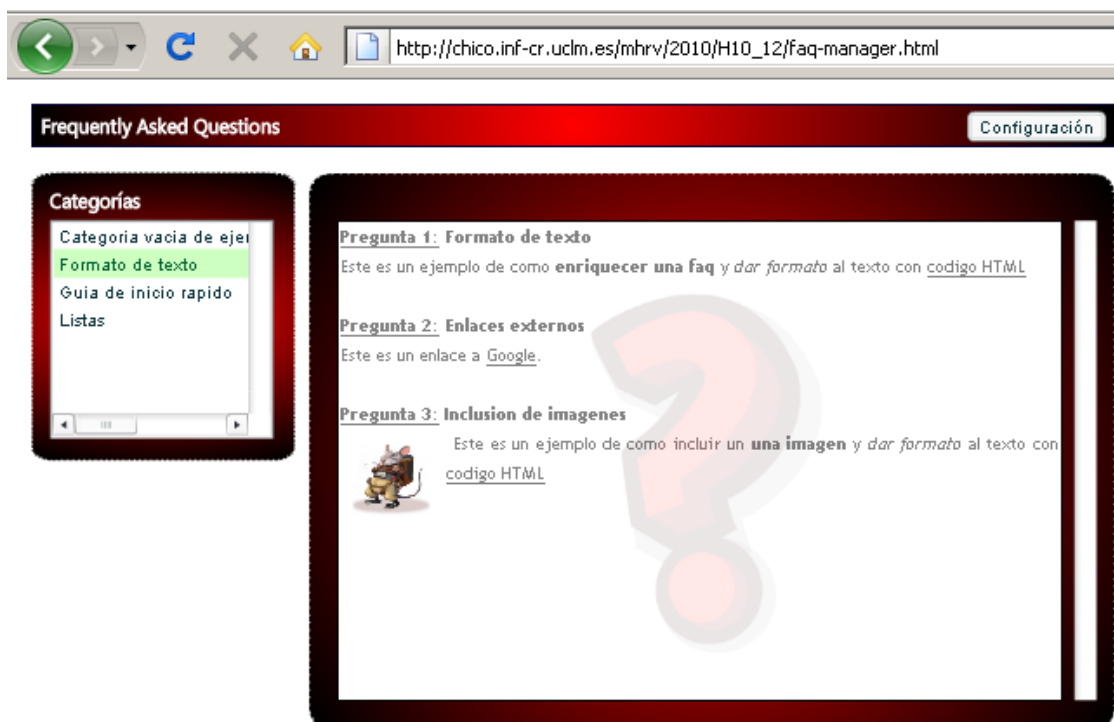 http://chico.inf-cr.uclm.es/mhrv/2010/H10_12/faq-manager.html
Frequently Asked Questions
Configuración
Categorías
Categoria vacia de ejer
Formato de texto
Guia de inicio rapido
Listas
Pregunta 1: Formato de texto
Este es un ejemplo de como enriquecer una faq y dar formato al texto con codigo HTML
Pregunta 2: Enlaces externos
Este es un enlace a Google.
Pregunta 3: Inclusion de imagenes
Este es un ejemplo de como incluir un una imagen y dar formato al texto con
codigo HTML